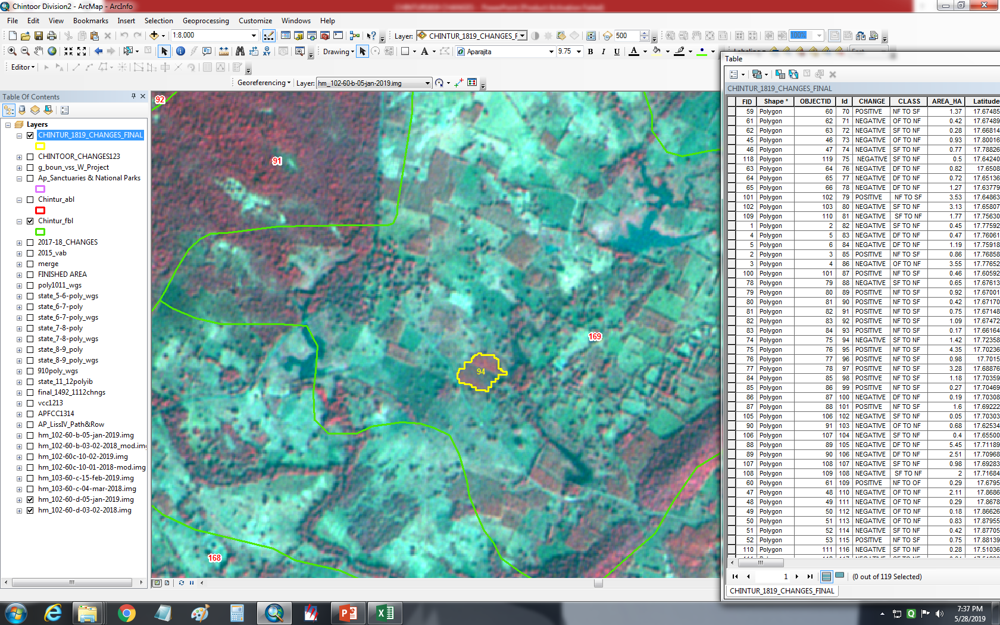 Chintoor Division2 - ArcMap - ArcInfo
File Edit View Bookmarks Insert Selection Geoprocessing Customize Windows Help
1:8,000 Layer: CHINTUR_1819_CHANGES_F 500 100%
Drawing Aparajita 9.75 B I U A
Editor
Georeferencing Layer: hm_102-60-b-05-jan-2019.img
Table Of Contents
Layers
CHINTUR_1819_CHANGES_FINAL
CHINTOOR_CHANGES123
g_boun_vss_W_Project
Ap_Sanctuaries & National Parks
Chintur_abl
Chintur_fbl
2017-18_CHANGES
2015_vab
merge
FINISHED AREA
poly1011_wgs
state_5-6-poly_wgs
state_6-7-poly
state_6-7-poly_wgs
state_7-8-poly
state_7-8-poly_wgs
state_8-9_poly
state_8-9_poly_wgs
910poly_wgs
state_11_12polyib
final_1492_1112chngs
vcc1213
APFCC1314
AP_LissIV_Path&Row
hm_102-60-b-05-jan-2019.img
hm_102-60-b-03-02-2018_mod.im
hm_102-60c-10-02-2019.img
hm_102-60c-10-01-2018-mod.img
hm_103-60-c-15-feb-2019.img
hm_103-60-c-04-mar-2018.img
hm_102-60-d-05-jan-2019.img
hm_102-60-d-03-02-2018.img
92
91
169
94
168
Table
CHINTUR_1819_CHANGES_FINAL
FID Shape * OBJECTID Id CHANGE CLASS AREA_HA Latitude
59 Polygon 60 70 POSITIVE NF TO SF 1.37 17.67485
61 Polygon 62 71 NEGATIVE OF TO NF 0.42 17.67489
62 Polygon 63 72 NEGATIVE SF TO NF 0.28 17.66814
45 Polygon 46 73 NEGATIVE OF TO NF 0.93 17.80016
46 Polygon 47 74 NEGATIVE SF TO NF 0.77 17.78826
118 Polygon 119 75 NEGATIVE SF TO NF 0.5 17.64240
63 Polygon 64 76 NEGATIVE DF TO NF 0.82 17.6508
64 Polygon 65 77 NEGATIVE DF TO NF 0.72 17.65136
65 Polygon 66 78 NEGATIVE DF TO NF 1.27 17.63779
101 Polygon 102 79 POSITIVE NF TO SF 3.53 17.64863
102 Polygon 103 80 NEGATIVE SF TO NF 3.13 17.65807
109 Polygon 110 81 NEGATIVE SF TO NF 1.77 17.75630
1 Polygon 2 82 NEGATIVE SF TO NF 0.45 17.77592
4 Polygon 5 83 NEGATIVE DF TO NF 0.47 17.76061
5 Polygon 6 84 NEGATIVE DF TO NF 1.19 17.75918
2 Polygon 3 85 POSITIVE NF TO SF 0.86 17.76858
3 Polygon 4 86 NEGATIVE OF TO NF 3.55 17.77652
100 Polygon 101 87 POSITIVE NF TO SF 0.46 17.60592
78 Polygon 79 88 NEGATIVE SF TO NF 0.65 17.67613
79 Polygon 80 89 POSITIVE NF TO SF 0.92 17.67001
80 Polygon 81 90 POSITIVE NF TO SF 0.42 17.67170
81 Polygon 82 91 POSITIVE NF TO SF 0.75 17.67148
82 Polygon 83 92 POSITIVE NF TO SF 1.09 17.67472
83 Polygon 84 93 POSITIVE NF TO SF 0.17 17.66164
74 Polygon 75 94 NEGATIVE SF TO NF 1.42 17.72358
75 Polygon 76 95 POSITIVE NF TO SF 4.35 17.70236
76 Polygon 77 96 POSITIVE NF TO SF 0.98 17.7015
77 Polygon 78 97 POSITIVE NF TO SF 3.28 17.68876
84 Polygon 85 98 POSITIVE NF TO SF 1.18 17.70359
85 Polygon 86 99 POSITIVE NF TO SF 0.27 17.70469
86 Polygon 87 100 NEGATIVE DF TO NF 0.19 17.70308
87 Polygon 88 101 POSITIVE NF TO SF 1.6 17.69222
105 Polygon 106 102 NEGATIVE SF TO NF 0.05 17.70303
90 Polygon 91 103 NEGATIVE OF TO NF 0.68 17.62534
106 Polygon 107 104 NEGATIVE SF TO NF 0.4 17.65500
88 Polygon 89 105 NEGATIVE DF TO NF 5.45 17.71189
89 Polygon 90 106 NEGATIVE DF TO NF 2.51 17.70968
107 Polygon 108 107 NEGATIVE SF TO NF 0.98 17.69283
108 Polygon 109 108 NEGATIVE SF TO NF 2 17.71684
60 Polygon 61 109 POSITIVE NF TO OF 0.29 17.6795
47 Polygon 48 110 NEGATIVE OF TO NF 2.11 17.8686
48 Polygon 49 111 NEGATIVE OF TO NF 0.29 17.8678
49 Polygon 50 112 NEGATIVE OF TO NF 0.18 17.86626
50 Polygon 51 113 NEGATIVE OF TO NF 0.83 17.87955
51 Polygon 52 114 NEGATIVE SF TO NF 0.42 17.87705
52 Polygon 53 115 POSITIVE NF TO SF 0.75 17.88139
110 Polygon 111 116 NEGATIVE SF TO NF 0.28 17.51036
1 (0 out of 119 Selected)
CHINTUR_1819_CHANGES_FINAL
7:37 PM
5/28/2019